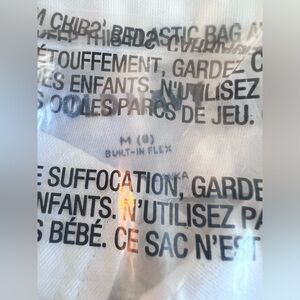 BAG
ÉTOUFFEMENT, GARDEZ C
ES ENFANTS. N'UTILISEZ
LES PARCS DE JEU.
M (8)
BUILT-IN FLEX
E SUFFOCATION, GARDE
NFANTS. N'UTILISEZ PA
S BÉBÉ. CE SAC N'EST